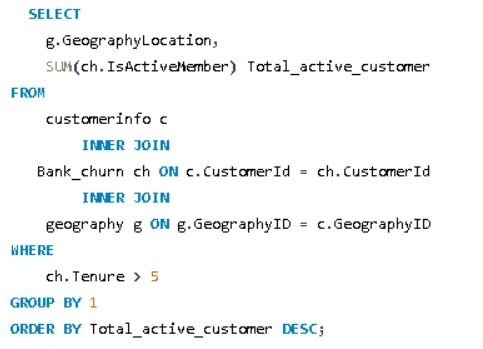 SELECT
g.GeographyLocation,
SUM(ch.IsActiveMember) Total_active_customer
FROM
customerinfo c
INNER JOIN
Bank_churn ch ON c.CustomerId = ch.CustomerId
INNER JOIN
geography g ON g.GeographyID = c.GeographyID
WHERE
ch.Tenure > 5
GROUP BY 1
ORDER BY Total_active_customer DESC;